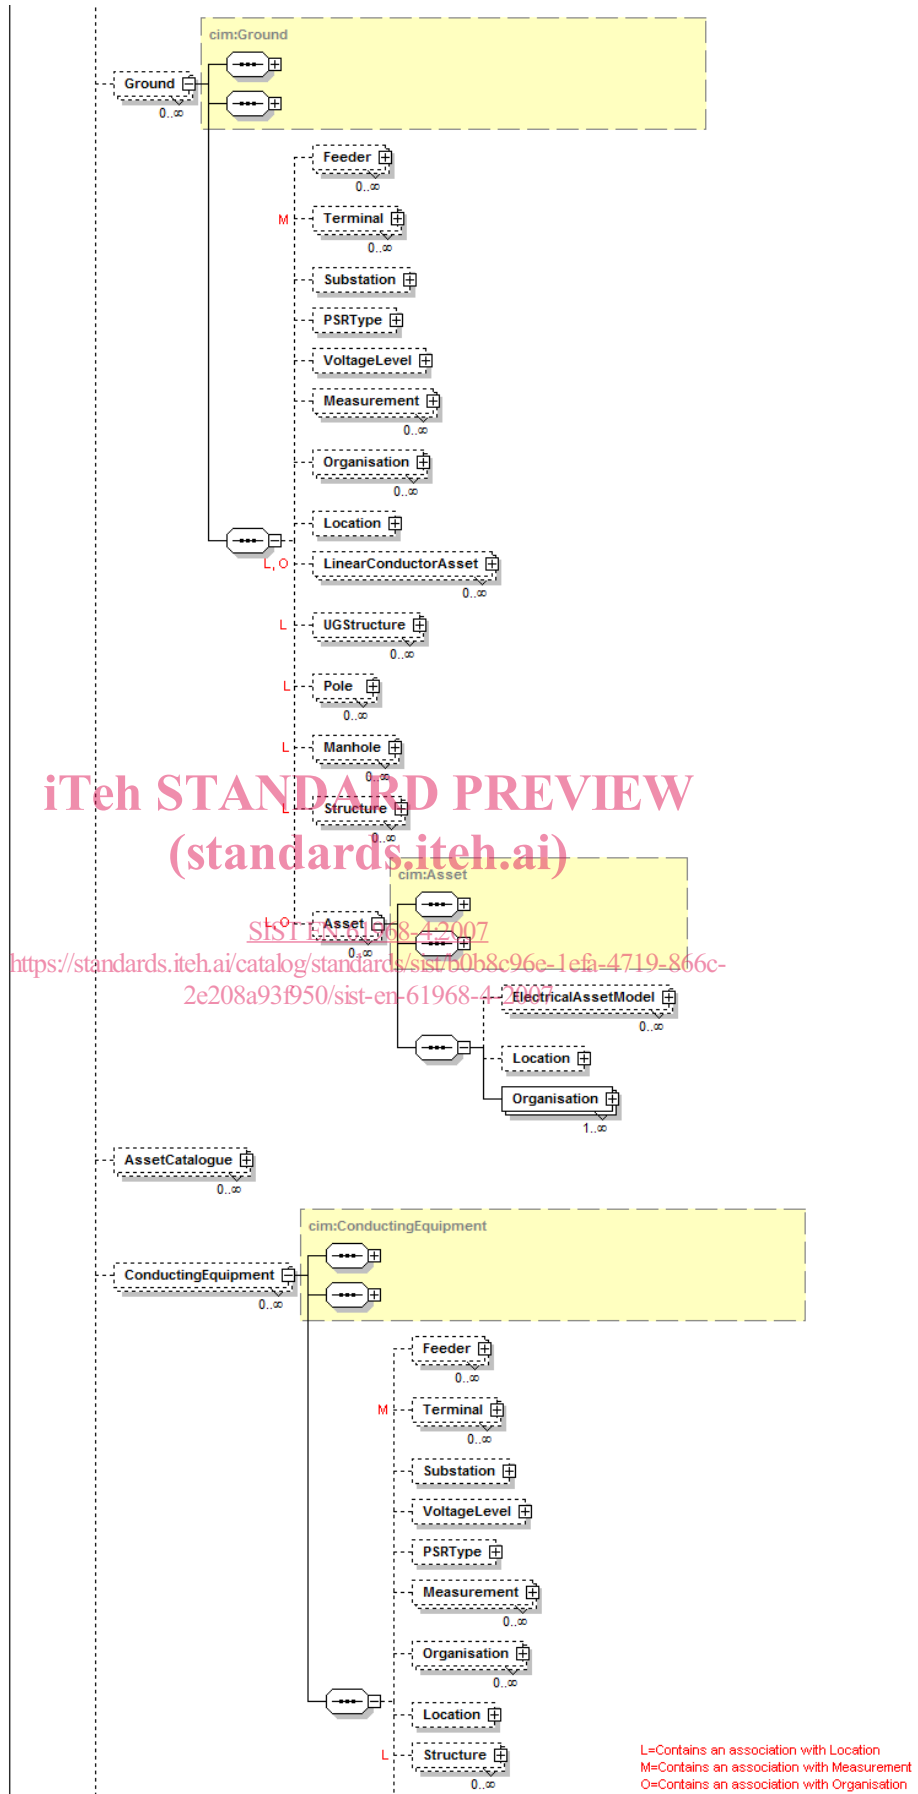 cim:Ground
Ground
0..∞
Feeder
0..∞
M
Terminal
0..∞
Substation
PSRType
VoltageLevel
Measurement
0..∞
Organisation
0..∞
Location
L, O
LinearConductorAsset
0..∞
L
UGStructure
0..∞
L
Pole
0..∞
L
Manhole
0..∞
iTeh STANDARD PREVIEW
L
Structure
0..∞
(standards.iteh.ai)
cim:Asset
L, O
Asset
0..∞
SIST EN 61968-4:2007
https://standards.iteh.ai/catalog/standards/sist/b0b8c96e-1efa-4719-866c-
2e208a93f950/sist-en-61968-4-2007
ElectricalAssetModel
0..∞
Location
Organisation
1..∞
AssetCatalogue
0..∞
cim:ConductingEquipment
ConductingEquipment
0..∞
Feeder
0..∞
M
Terminal
0..∞
Substation
VoltageLevel
PSRType
Measurement
0..∞
Organisation
0..∞
Location
L
Structure
0..∞
L=Contains an association with Location
M=Contains an association with Measurement
O=Contains an association with Organisation